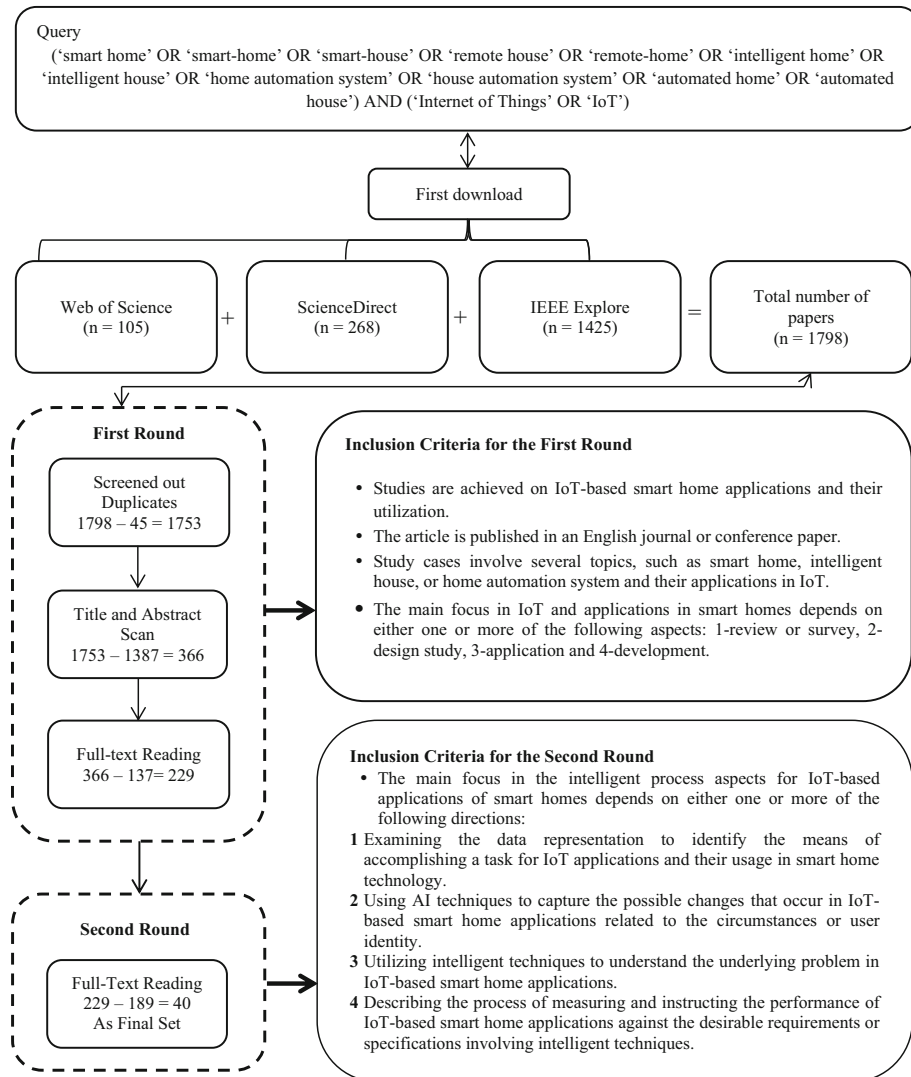 Query
('smart home' OR 'smart-home' OR 'smart-house' OR 'remote house' OR 'remote-home' OR 'intelligent home' OR
'intelligent house' OR 'home automation system' OR 'house automation system' OR 'automated home' OR 'automated
house') AND ('Internet of Things' OR 'IoT')
First download
Web of Science
(n = 105)
+
ScienceDirect
(n = 268)
+
IEEE Explore
(n = 1425)
=
Total number of
papers
(n = 1798)
First Round
Screened out
Duplicates
1798 – 45 = 1753
Title and Abstract
Scan
1753 – 1387 = 366
Full-text Reading
366 – 137= 229
Inclusion Criteria for the First Round
• Studies are achieved on IoT-based smart home applications and their
utilization.
• The article is published in an English journal or conference paper.
• Study cases involve several topics, such as smart home, intelligent
house, or home automation system and their applications in IoT.
• The main focus in IoT and applications in smart homes depends on
either one or more of the following aspects: 1-review or survey, 2-
design study, 3-application and 4-development.
Second Round
Full-Text Reading
229 – 189 = 40
As Final Set
Inclusion Criteria for the Second Round
• The main focus in the intelligent process aspects for IoT-based
applications of smart homes depends on either one or more of the
following directions:
1 Examining the data representation to identify the means of
accomplishing a task for IoT applications and their usage in smart home
technology.
2 Using AI techniques to capture the possible changes that occur in IoT-
based smart home applications related to the circumstances or user
identity.
3 Utilizing intelligent techniques to understand the underlying problem in
IoT-based smart home applications.
4 Describing the process of measuring and instructing the performance of
IoT-based smart home applications against the desirable requirements or
specifications involving intelligent techniques.